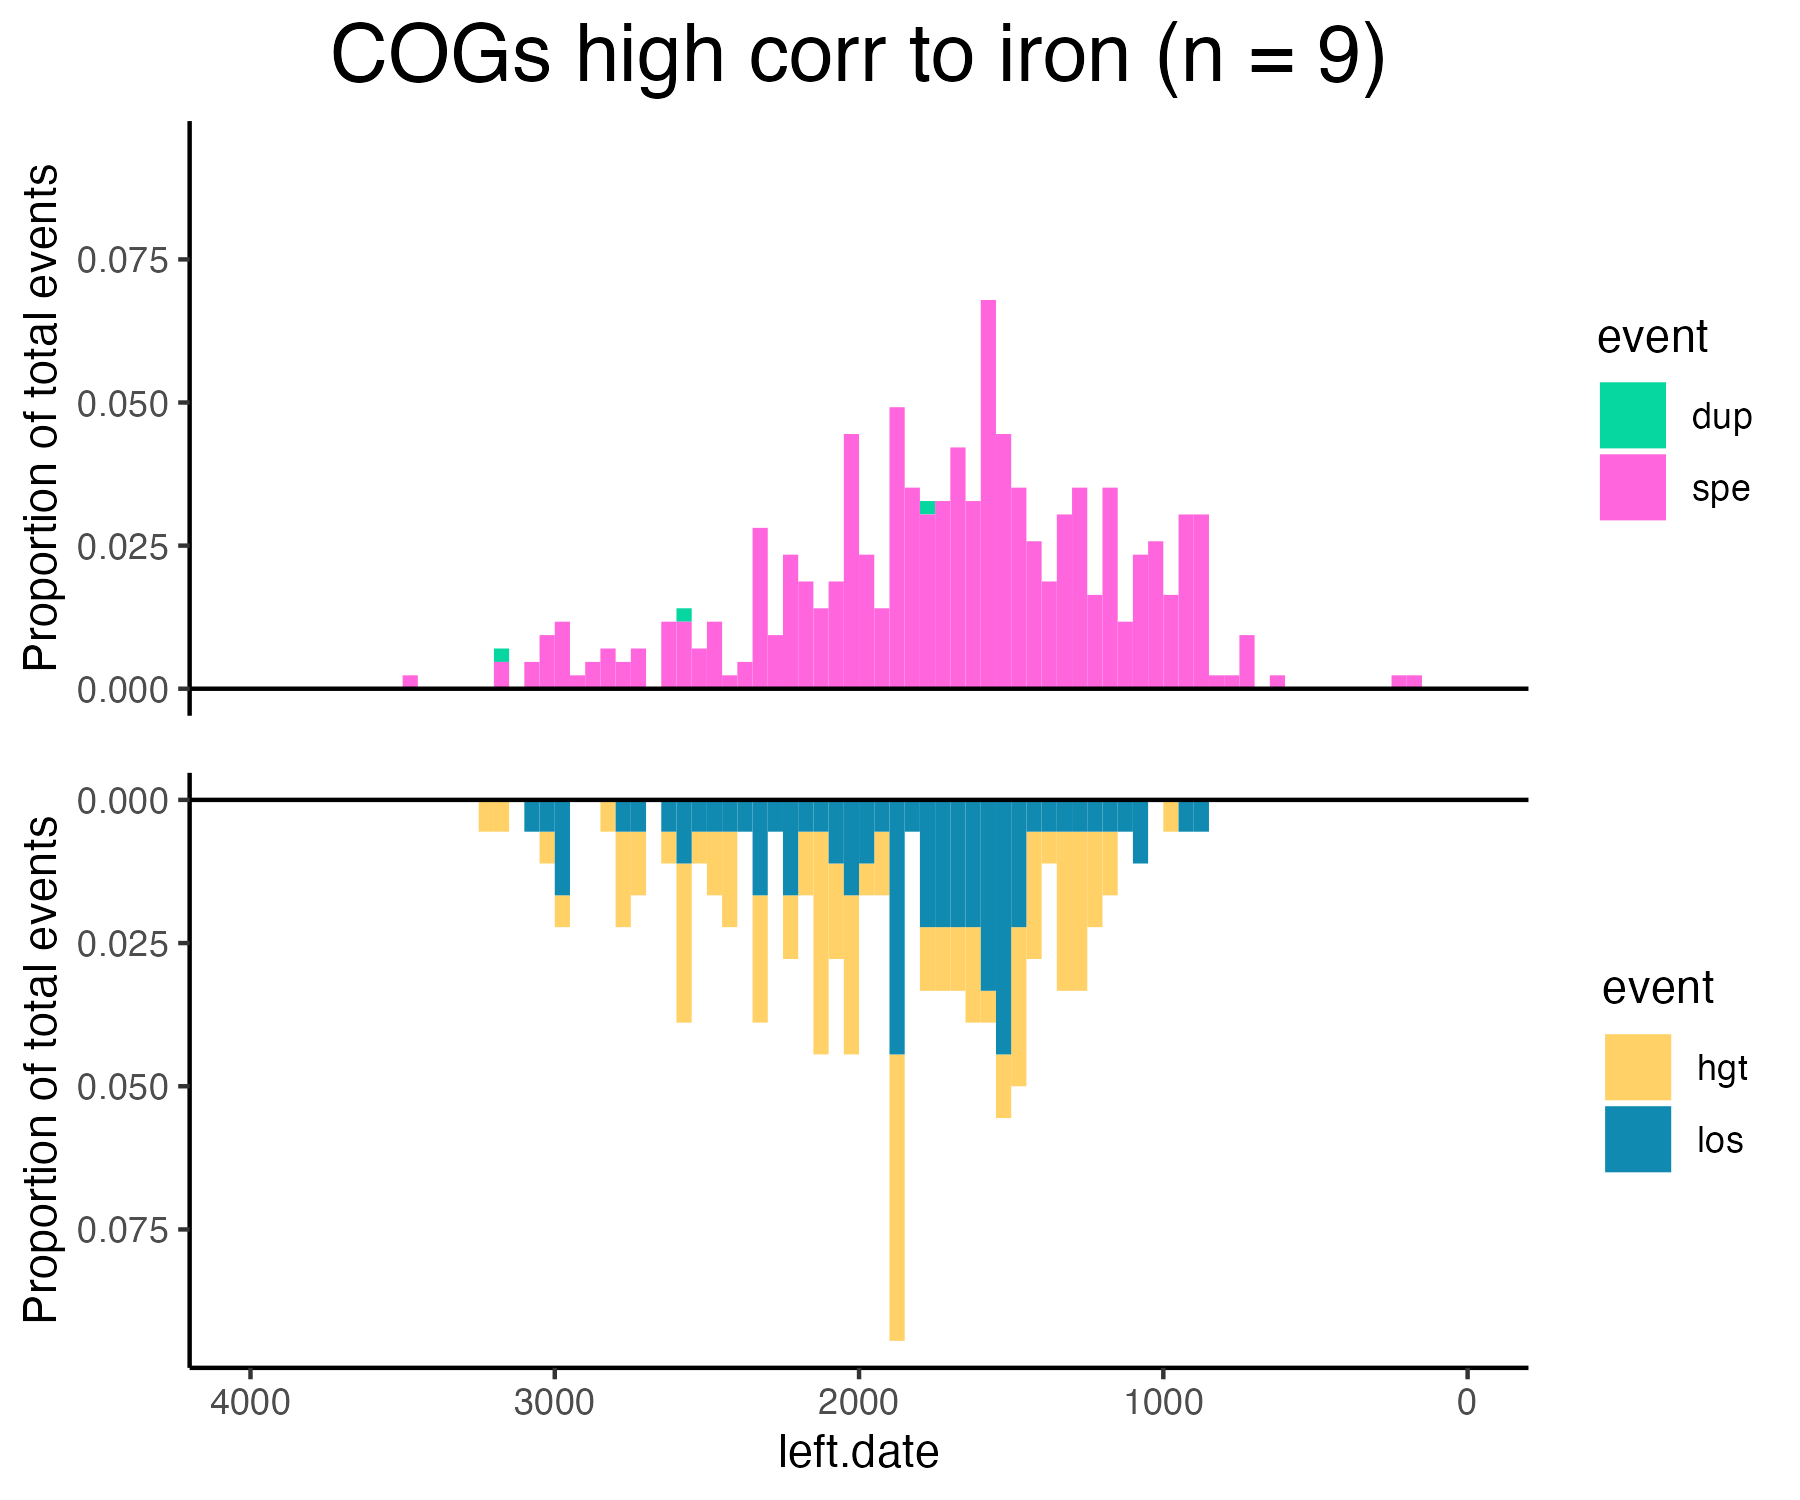 COGs high corr to iron (n = 9)
Proportion of total events
0.075
0.050
0.025
0.000
event
dup
spe
Proportion of total events
0.000
0.025
0.050
0.075
event
hgt
los
4000 3000 2000 1000 0
left.date